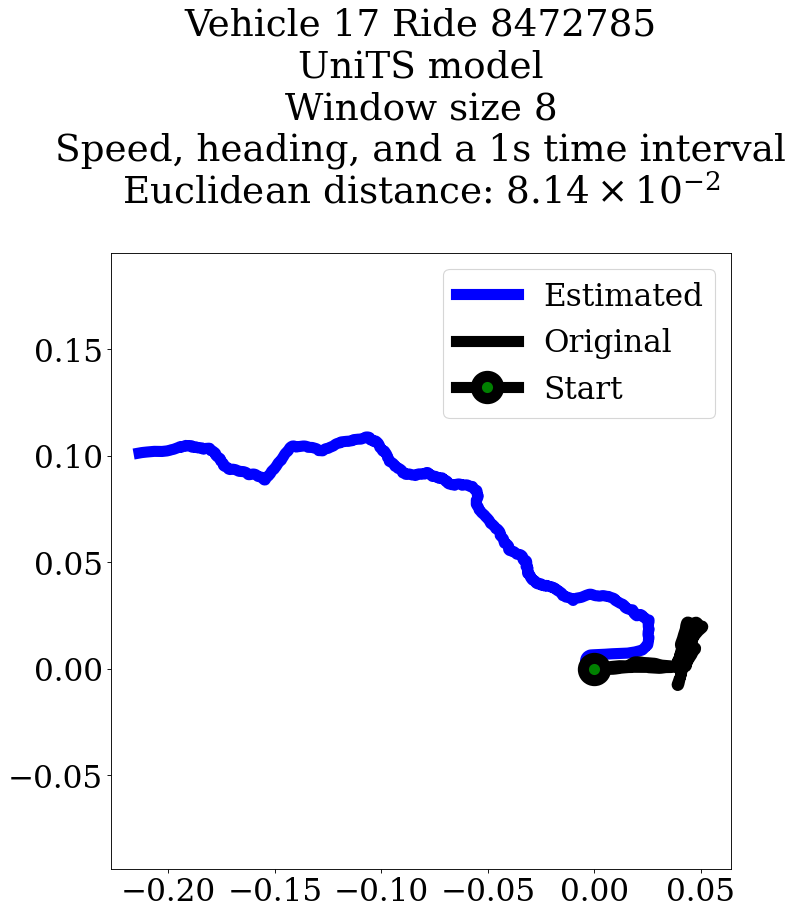 Vehicle 17 Ride 8472785
UniTS model
Window size 8
Speed, heading, and a 1s time interval
Euclidean distance: 8.14 × 10⁻²
Estimated
Original
Start
0.15
0.10
0.05
0.00
−0.05
−0.20 −0.15 −0.10 −0.05 0.00 0.05